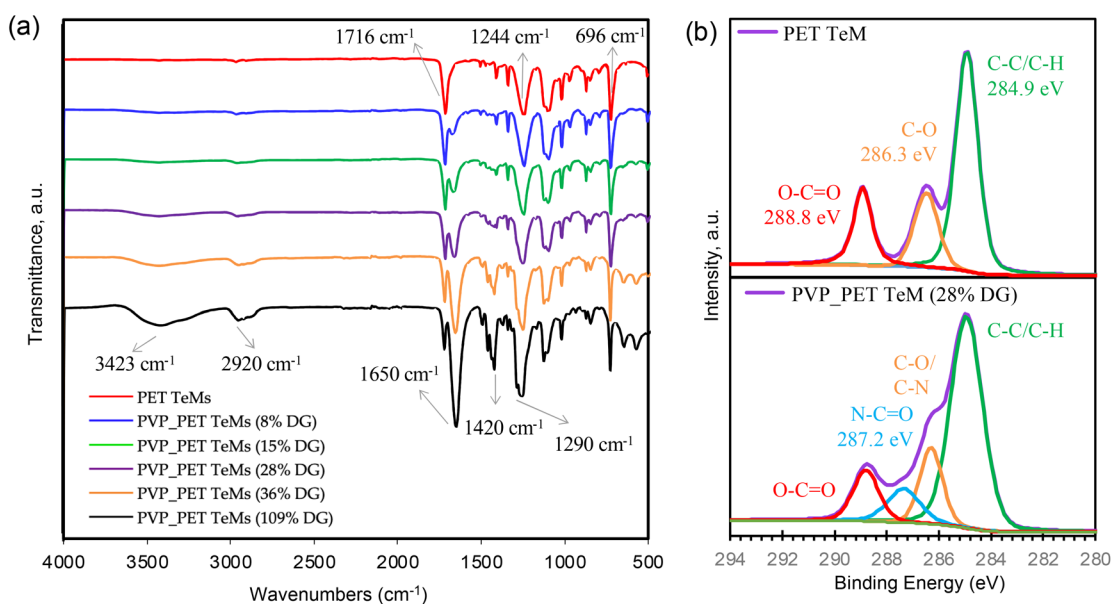 (a)
1716 cm-1
1244 cm-1
696 cm-1
Transmittance, a.u.
3423 cm-1
2920 cm-1
1650 cm-1
1420 cm-1
1290 cm-1
PET TeMs
PVP_PET TeMs (8% DG)
PVP_PET TeMs (15% DG)
PVP_PET TeMs (28% DG)
PVP_PET TeMs (36% DG)
PVP_PET TeMs (109% DG)
4000 3500 3000 2500 2000 1500 1000 500
Wavenumbers (cm-1)
(b)
PET TeM
C-C/C-H
284.9 eV
C-O
286.3 eV
O-C=O
288.8 eV
Intensity, a.u.
PVP_PET TeM (28% DG)
C-C/C-H
C-O/
C-N
N-C=O
287.2 eV
O-C=O
294 292 290 288 286 284 282 280
Binding Energy (eV)